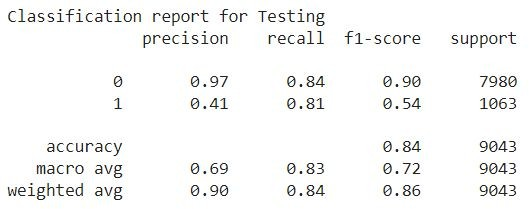 Classification report for Testing
precision recall f1-score support
0 0.97 0.84 0.90 7980
1 0.41 0.81 0.54 1063
accuracy 0.84 9043
macro avg 0.69 0.83 0.72 9043
weighted avg 0.90 0.84 0.86 9043